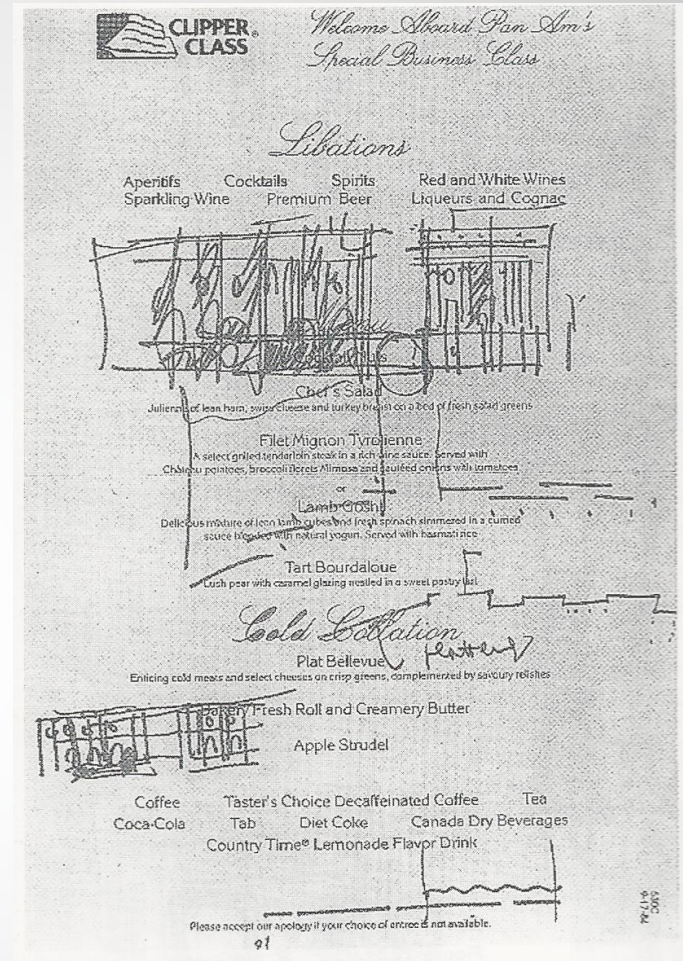 CLIPPER
CLASS®
Welcome Aboard Pan Am's
Special Business Class
Libations
Aperitifs Cocktails Spirits Red and White Wines
Sparkling Wine Premium Beer Liqueurs and Cognac
Cocktail Nuts
Chef's Salad
Julienne of lean ham, swiss cheese and turkey breast on a bed of fresh salad greens
Filet Mignon Tyrolienne
A select grilled tenderloin steak in a rich wine sauce. Served with
Château potatoes, broccoli florets Mimosa and sautéed onions with tomatoes
or
Lamb Gosht
Delicious mixture of lean lamb cubes and fresh spinach simmered in a curried
sauce blended with natural yogurt. Served with basmati rice
Tart Bourdaloue
Lush pear with caramel glazing nestled in a sweet pastry tart
Cold Collation
Plat Bellevue
Enticing cold meats and select cheeses on crisp greens, complemented by savoury relishes
Bakery Fresh Roll and Creamery Butter
Apple Strudel
Coffee Taster's Choice Decaffeinated Coffee Tea
Coca-Cola Tab Diet Coke Canada Dry Beverages
Country Time® Lemonade Flavor Drink
Please accept our apology if your choice of entree is not available.
530C
9-17-84